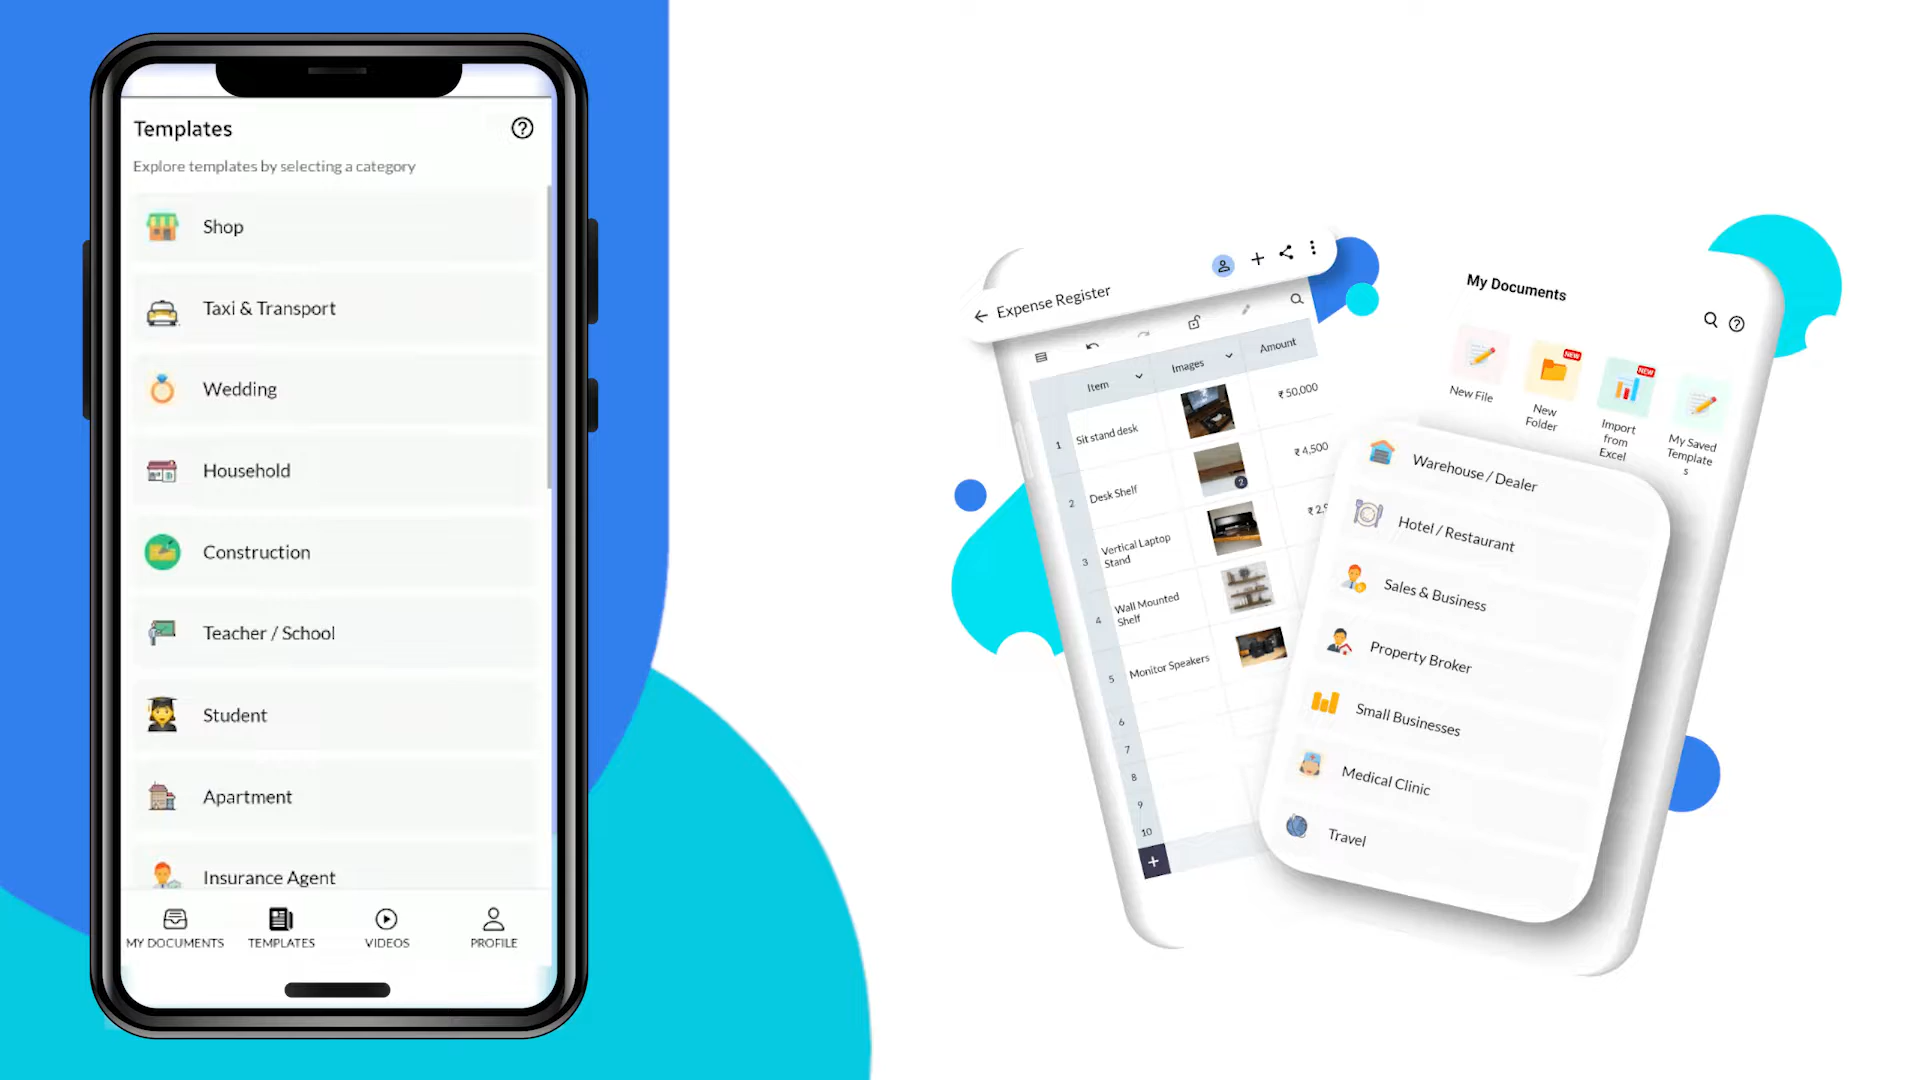 Templates
Explore templates by selecting a category
Shop
Taxi & Transport
Wedding
Household
Construction
Teacher / School
Student
Apartment
Insurance Agent
MY DOCUMENTS
TEMPLATES
VIDEOS
PROFILE
Expense Register
Item
Images
Amount
1
Sit stand desk
₹ 50,000
2
Desk Shelf
2
₹ 4,500
3
Vertical Laptop
Stand
4
Wall Mounted
Shelf
5
Monitor Speakers
6
7
8
9
10
My Documents
New File
NEW
New
Folder
NEW
Import
from
Excel
My Saved
Template
s
Warehouse / Dealer
Hotel / Restaurant
Sales & Business
Property Broker
Small Businesses
Medical Clinic
Travel